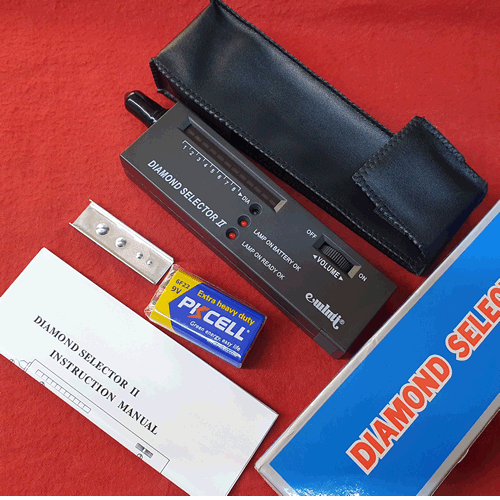 1 2 3 4 5 6 7 8 ►DIA
DIAMOND SELECTOR II
LAMP ON BATTERY OK
LAMP ON READY OK
OFF
◄VOLUME►
ON
6F22
9V
Extra heavy duty
PKCELL
Green energy, easy life
DIAMOND SELECTOR II
INSTRUCTION MANUAL
DIAMOND SELEC